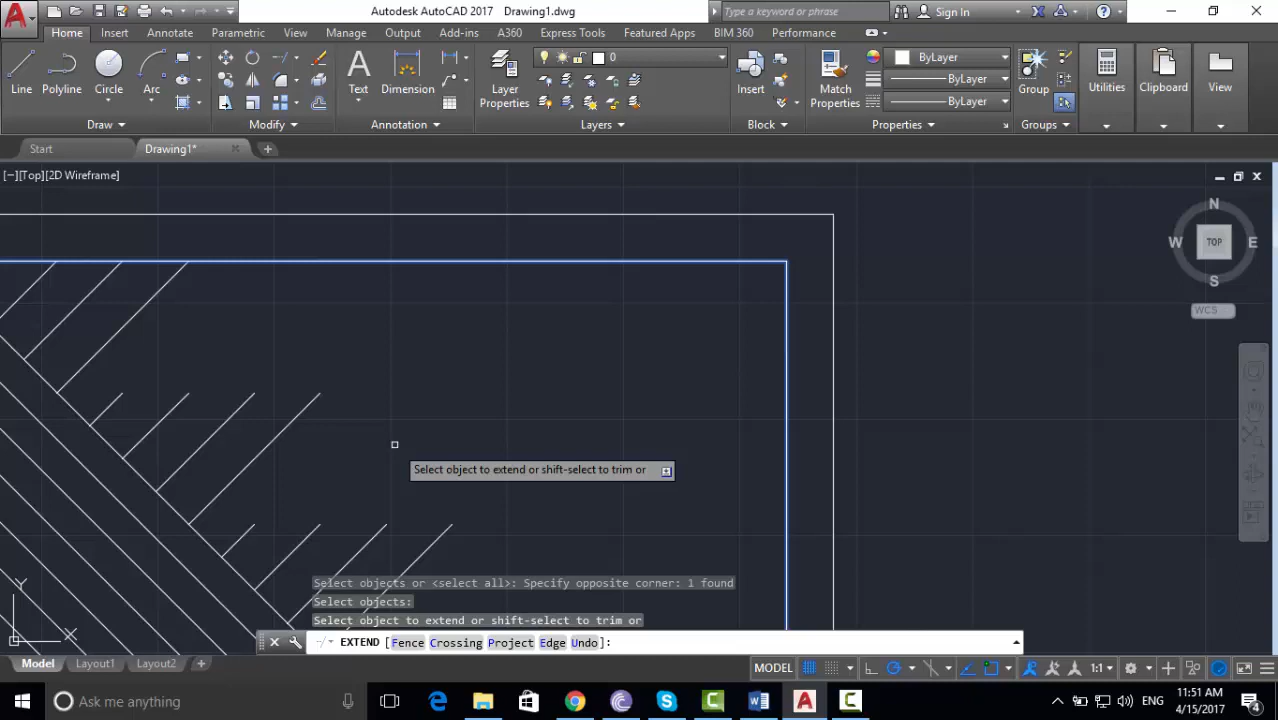 Autodesk AutoCAD 2017 Drawing1.dwg
Type a keyword or phrase
Sign In
Home Insert Annotate Parametric View Manage Output Add-ins A360 Express Tools Featured Apps BIM 360 Performance
Line Polyline Circle Arc
Text Dimension
Layer Properties
0
Insert
Match Properties
ByLayer
ByLayer
ByLayer
Group
Utilities
Clipboard
View
Draw Modify Annotation Layers Block Properties Groups
Start Drawing1* 
[−][Top][2D Wireframe]
N
W TOP E
S
WCS
Select object to extend or shift-select to trim or
Select objects or <select all>: Specify opposite corner: 1 found
Select objects:
Select object to extend or shift-select to trim or
EXTEND [Fence Crossing Project Edge Undo]:
Y
X
Model Layout1 Layout2 +
MODEL 1:1
Ask me anything
ENG
11:51 AM
4/15/2017
4